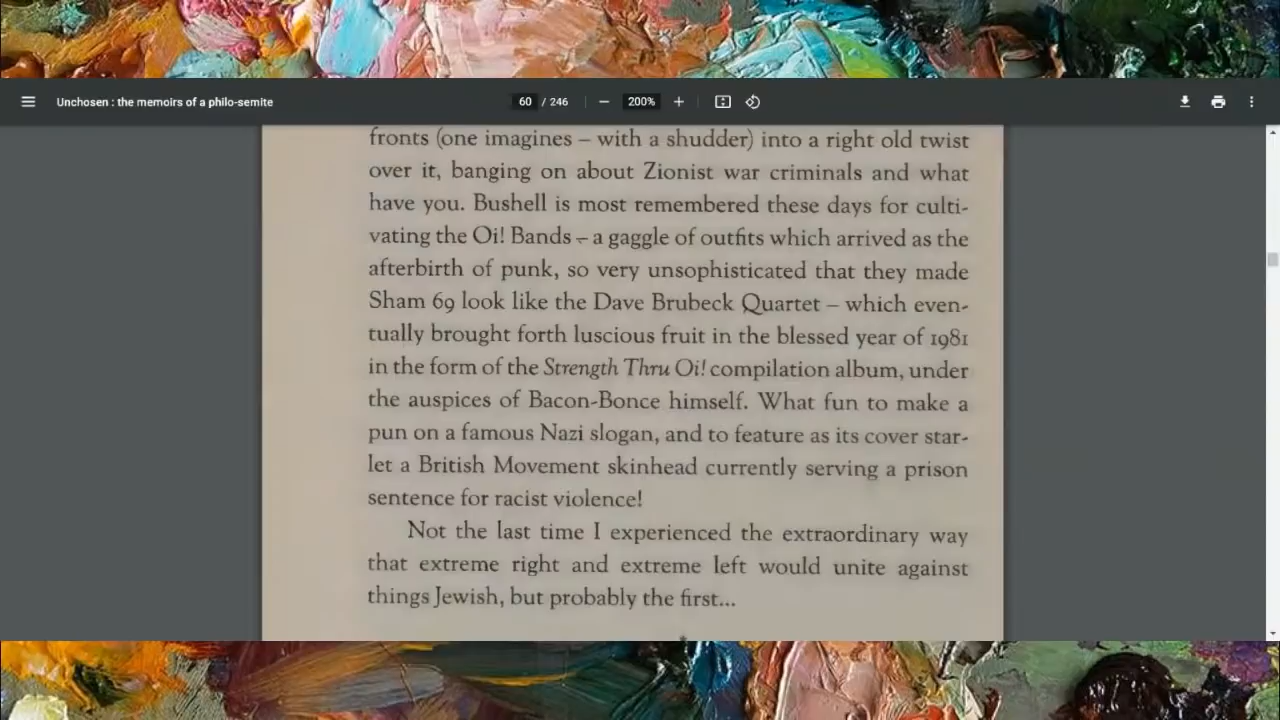 Unchosen : the memoirs of a philo-semite
60 / 246
200%
fronts (one imagines – with a shudder) into a right old twist
over it, banging on about Zionist war criminals and what
have you. Bushell is most remembered these days for culti-
vating the Oi! Bands – a gaggle of outfits which arrived as the
afterbirth of punk, so very unsophisticated that they made
Sham 69 look like the Dave Brubeck Quartet – which even-
tually brought forth luscious fruit in the blessed year of 1981
in the form of the Strength Thru Oi! compilation album, under
the auspices of Bacon-Bonce himself. What fun to make a
pun on a famous Nazi slogan, and to feature as its cover star-
let a British Movement skinhead currently serving a prison
sentence for racist violence!
Not the last time I experienced the extraordinary way
that extreme right and extreme left would unite against
things Jewish, but probably the first...